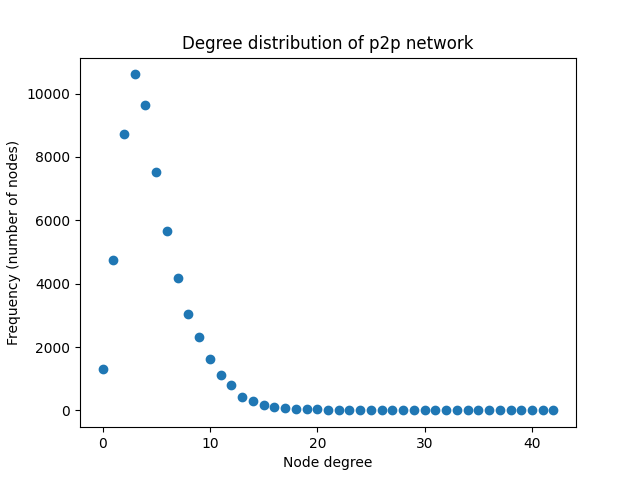 Degree distribution of p2p network
Frequency (number of nodes)
10000
8000
6000
4000
2000
0
0 10 20 30 40
Node degree